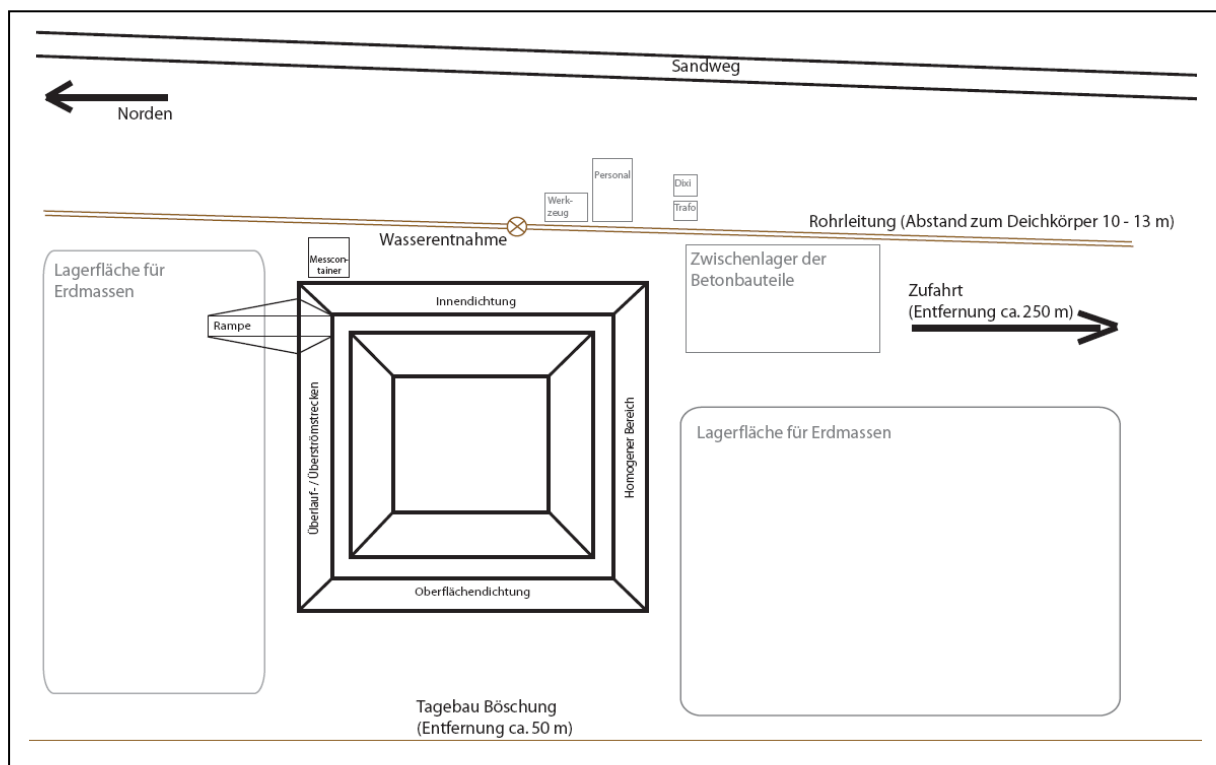 Sandweg
Norden
Personal
Dixi
Werk-
zeug
Trafo
Rohrleitung (Abstand zum Deichkörper 10 - 13 m)
Wasserentnahme
Messcon-
tainer
Lagerfläche für
Erdmassen
Zwischenlager der
Betonbauteile
Zufahrt
(Entfernung ca. 250 m)
Innendichtung
Rampe
Überlauf- / Überströmstrecken
Homogener Bereich
Lagerfläche für Erdmassen
Oberflächendichtung
Tagebau Böschung
(Entfernung ca. 50 m)